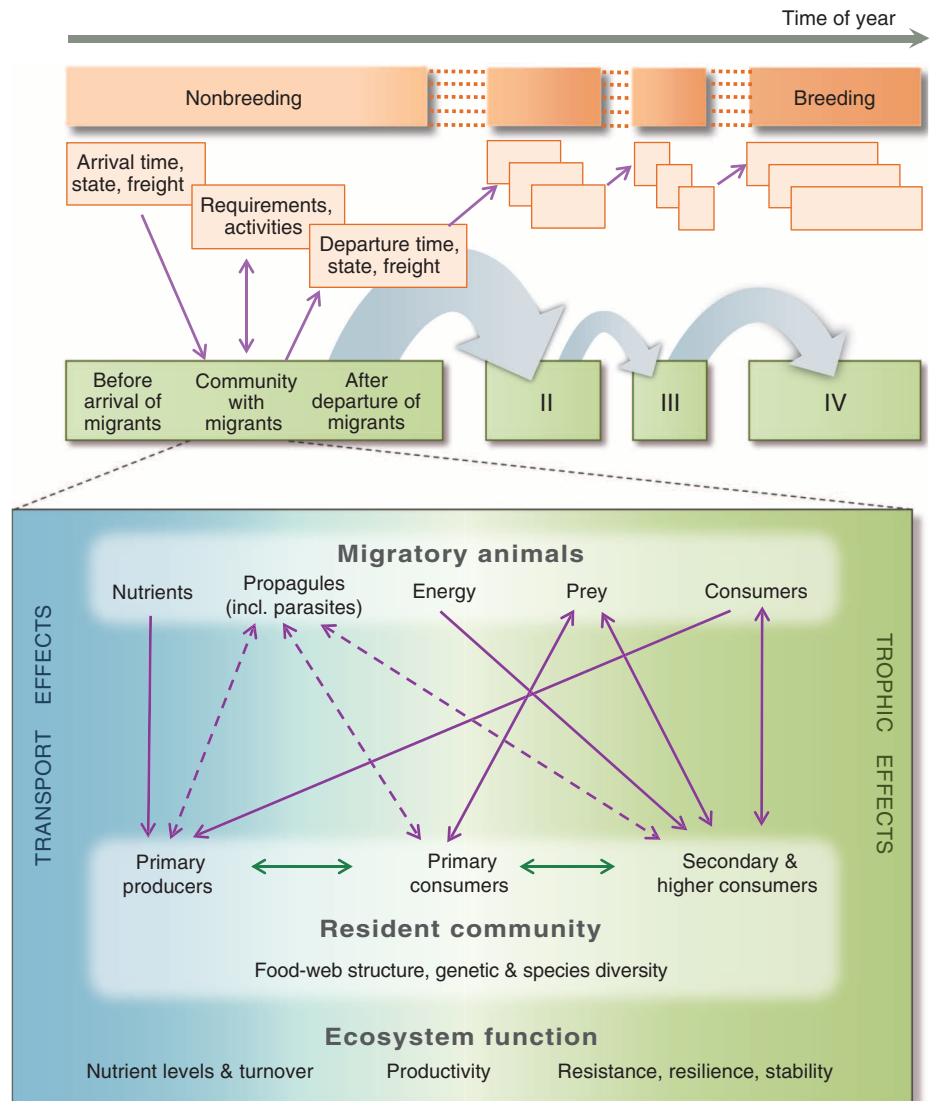 Time of year
Nonbreeding
Breeding
Arrival time,
state, freight
Requirements,
activities
Departure time,
state, freight
Before
arrival of
migrants
Community
with
migrants
After
departure of
migrants
II
III
IV
Migratory animals
Nutrients
Propagules
(incl. parasites)
Energy
Prey
Consumers
TRANSPORT EFFECTS
TROPHIC EFFECTS
Primary
producers
Primary
consumers
Secondary &
higher consumers
Resident community
Food-web structure, genetic & species diversity
Ecosystem function
Nutrient levels & turnover
Productivity
Resistance, resilience, stability